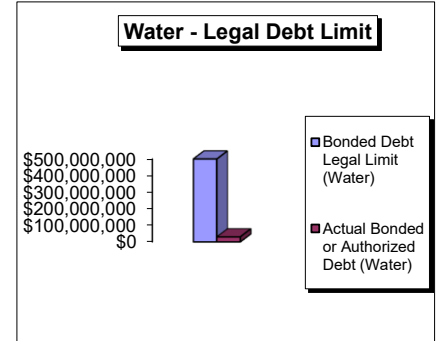 Water - Legal Debt Limit
$500,000,000
$400,000,000
$300,000,000
$200,000,000
$100,000,000
$0
Bonded Debt
Legal Limit
(Water)
Actual Bonded
or Authorized
Debt (Water)